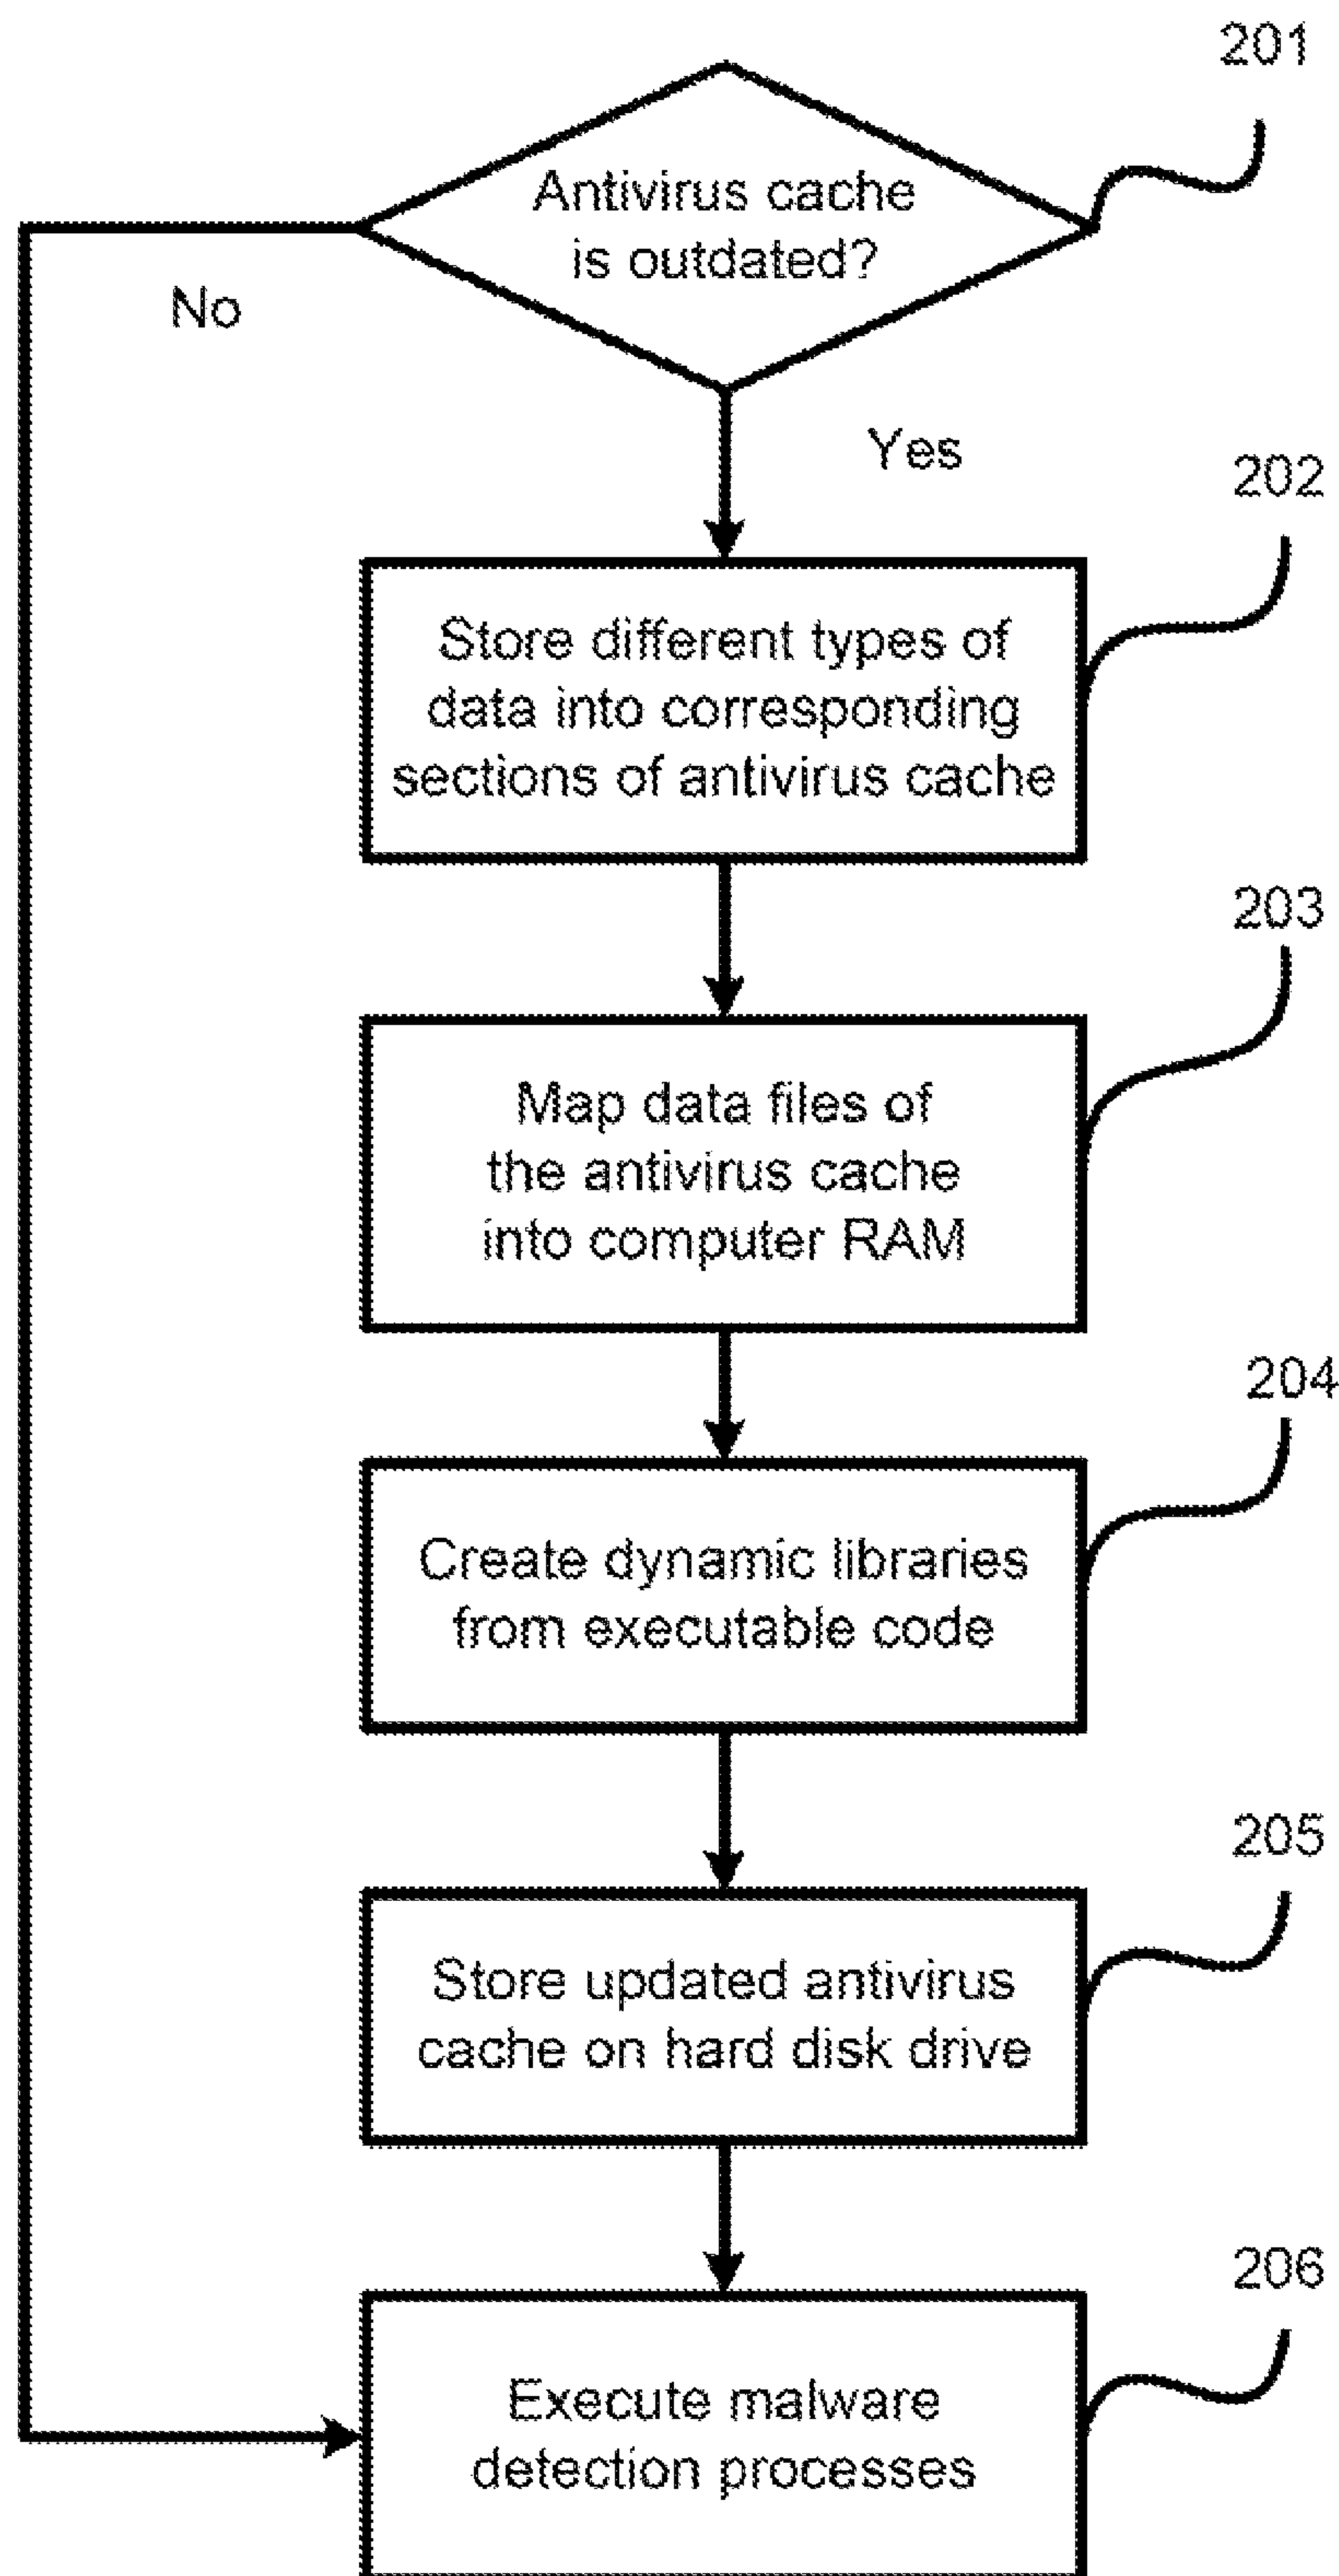 201
Antivirus cache
is outdated?
No
Yes
202
Store different types of
data into corresponding
sections of antivirus cache
203
Map data files of
the antivirus cache
into computer RAM
204
Create dynamic libraries
from executable code
205
Store updated antivirus
cache on hard disk drive
206
Execute malware
detection processes